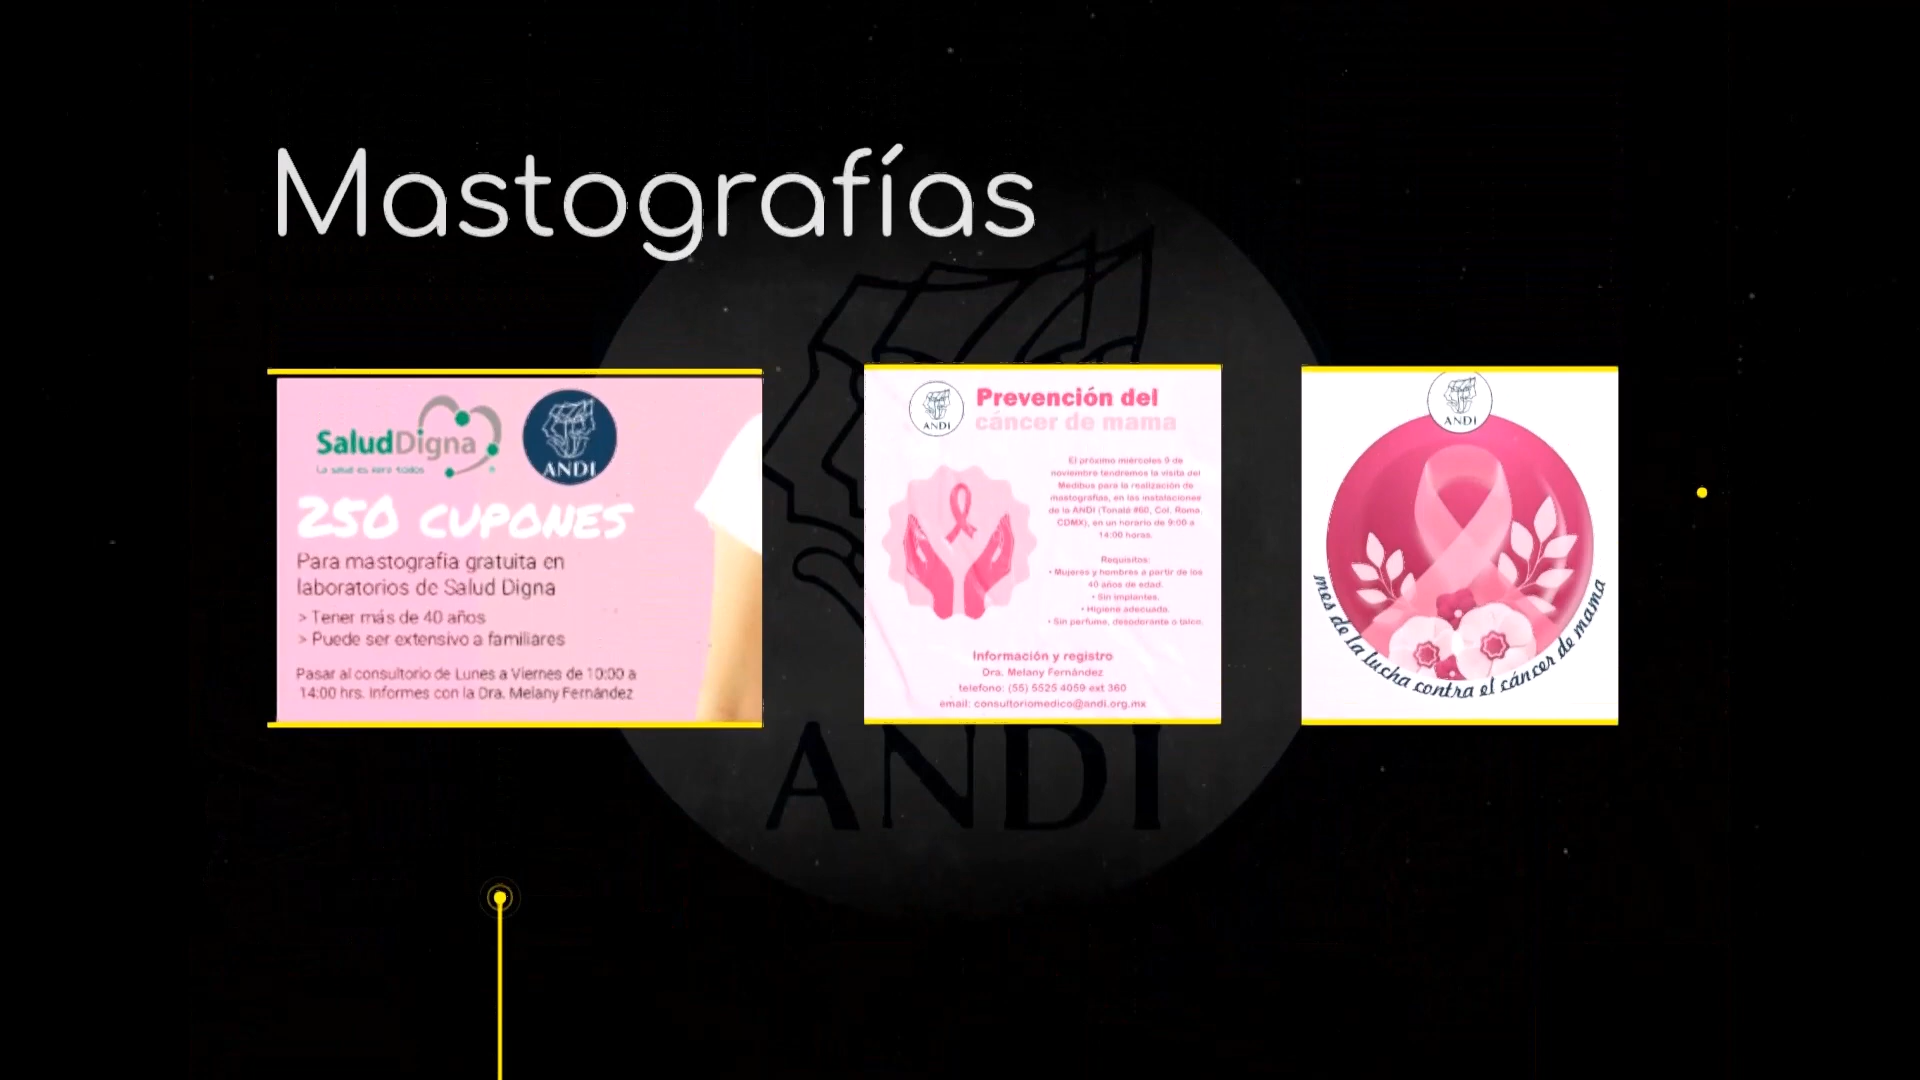 Mastografías
SaludDigna
La salud es para todos
ANDI
250 CUPONES
Para mastografía gratuita en
laboratorios de Salud Digna
> Tener más de 40 años
> Puede ser extensivo a familiares
Pasar al consultorio de Lunes a Viernes de 10:00 a
14:00 hrs. Informes con la Dra. Melany Fernández
ANDI
Prevención del
cáncer de mama
El próximo miércoles 9 de
noviembre tendremos la visita del
Medibus para la realización de
mastografías, en las instalaciones
de la ANDI (Tonalá #60, Col. Roma,
CDMX), en un horario de 9:00 a
14:00 horas.
Requisitos:
• Mujeres y hombres a partir de los
40 años de edad.
• Sin implantes.
• Higiene adecuada.
• Sin perfume, desodorante o talco.
Información y registro
Dra. Melany Fernández
telefono: (55) 5525 4059 ext 360
email: consultoriomedico@andi.org.mx
ANDI
mes de la lucha contra el cáncer de mama
ANDI